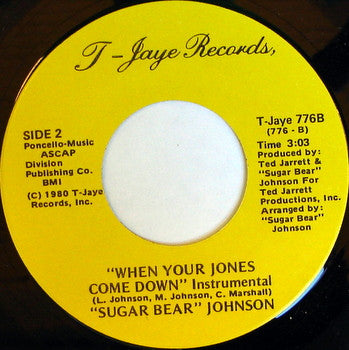 T-Jaye Records,
SIDE 2
Poncello-Music
ASCAP
Division
Publishing Co.
BMI
(C) 1980 T-Jaye
Records, Inc.
T-Jaye 776B
(776 - B)
Time 3:03
Produced by:
Ted Jarrett &
"Sugar Bear"
Johnson For
Ted Jarrett
Productions, Inc.
Arranged by:
"Sugar Bear"
Johnson
"WHEN YOUR JONES
COME DOWN" Instrumental
(L. Johnson, M. Johnson, C. Marshall)
"SUGAR BEAR" JOHNSON